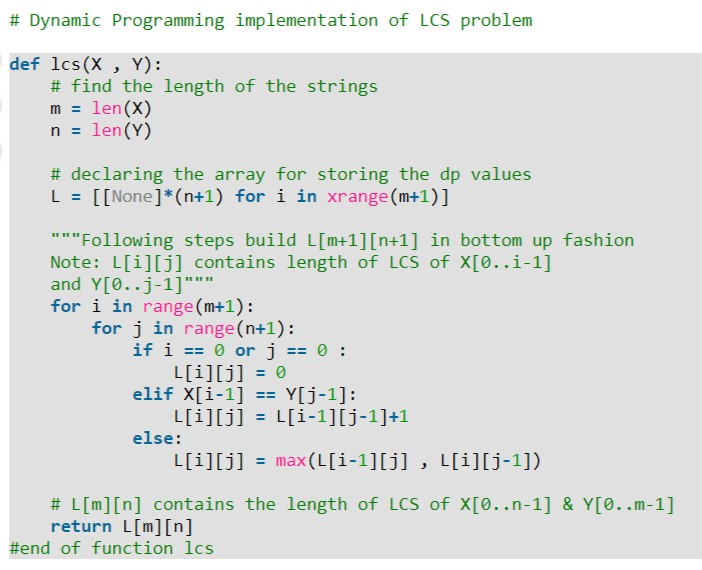 # Dynamic Programming implementation of LCS problem
def lcs(X , Y):
# find the length of the strings
m = len(X)
n = len(Y)
# declaring the array for storing the dp values
L = [[None]*(n+1) for i in xrange(m+1)]
"""Following steps build L[m+1][n+1] in bottom up fashion
Note: L[i][j] contains length of LCS of X[0..i-1]
and Y[0..j-1]"""
for i in range(m+1):
for j in range(n+1):
if i == 0 or j == 0 :
L[i][j] = 0
elif X[i-1] == Y[j-1]:
L[i][j] = L[i-1][j-1]+1
else:
L[i][j] = max(L[i-1][j] , L[i][j-1])
# L[m][n] contains the length of LCS of X[0..n-1] & Y[0..m-1]
return L[m][n]
#end of function lcs